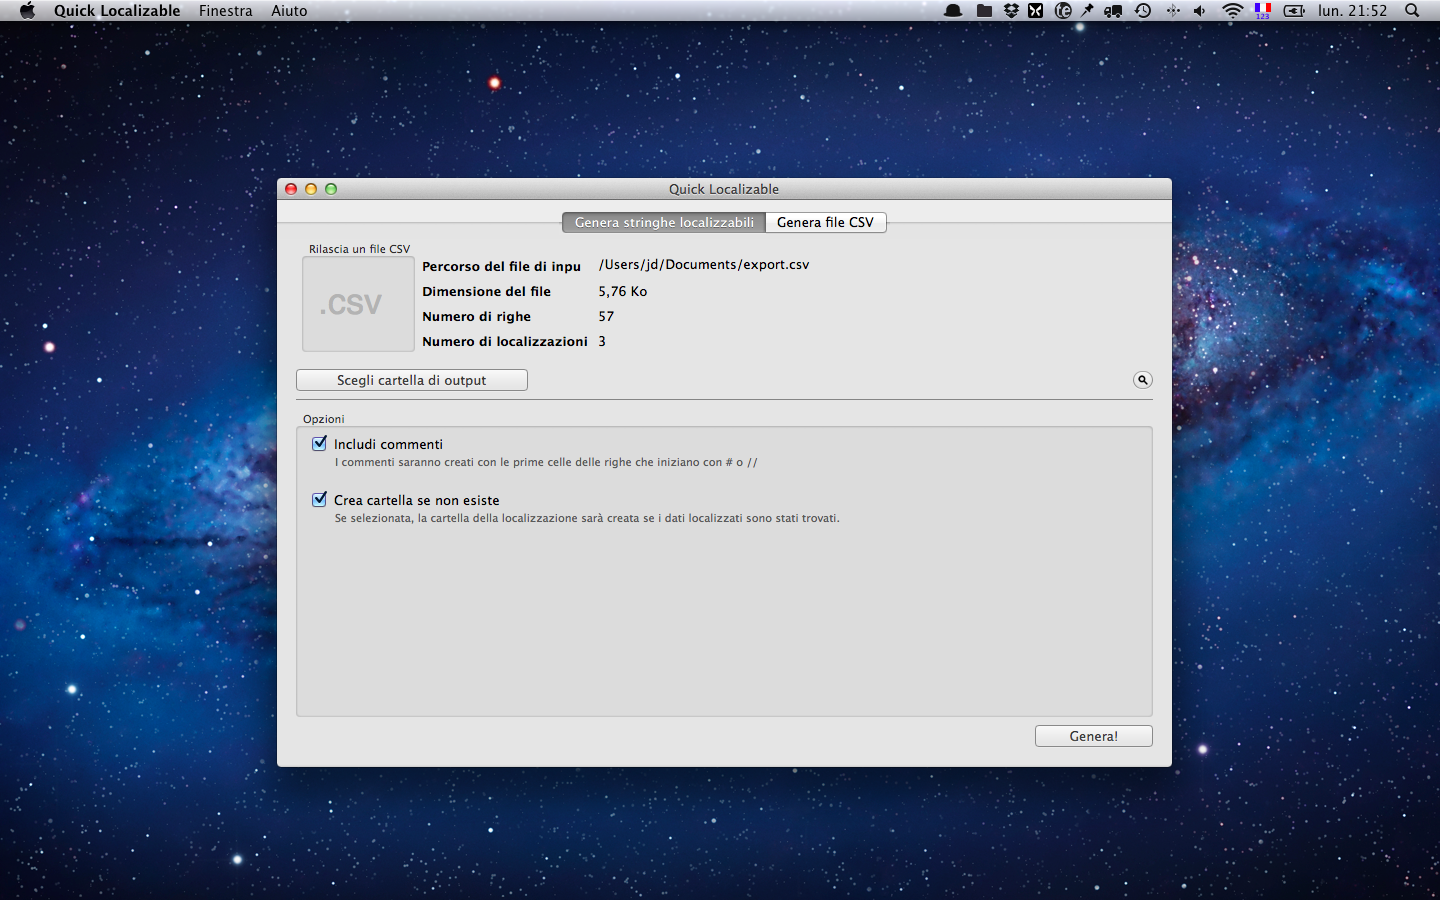 Quick Localizable Finestra Aiuto
123
lun. 21:52
Quick Localizable
Genera stringhe localizzabili Genera file CSV
Rilascia un file CSV
.CSV
Percorso del file di inpu /Users/jd/Documents/export.csv
Dimensione del file 5,76 Ko
Numero di righe 57
Numero di localizzazioni 3
Scegli cartella di output
Opzioni
Includi commenti
I commenti saranno creati con le prime celle delle righe che iniziano con # o //
Crea cartella se non esiste
Se selezionata, la cartella della localizzazione sarà creata se i dati localizzati sono stati trovati.
Genera!